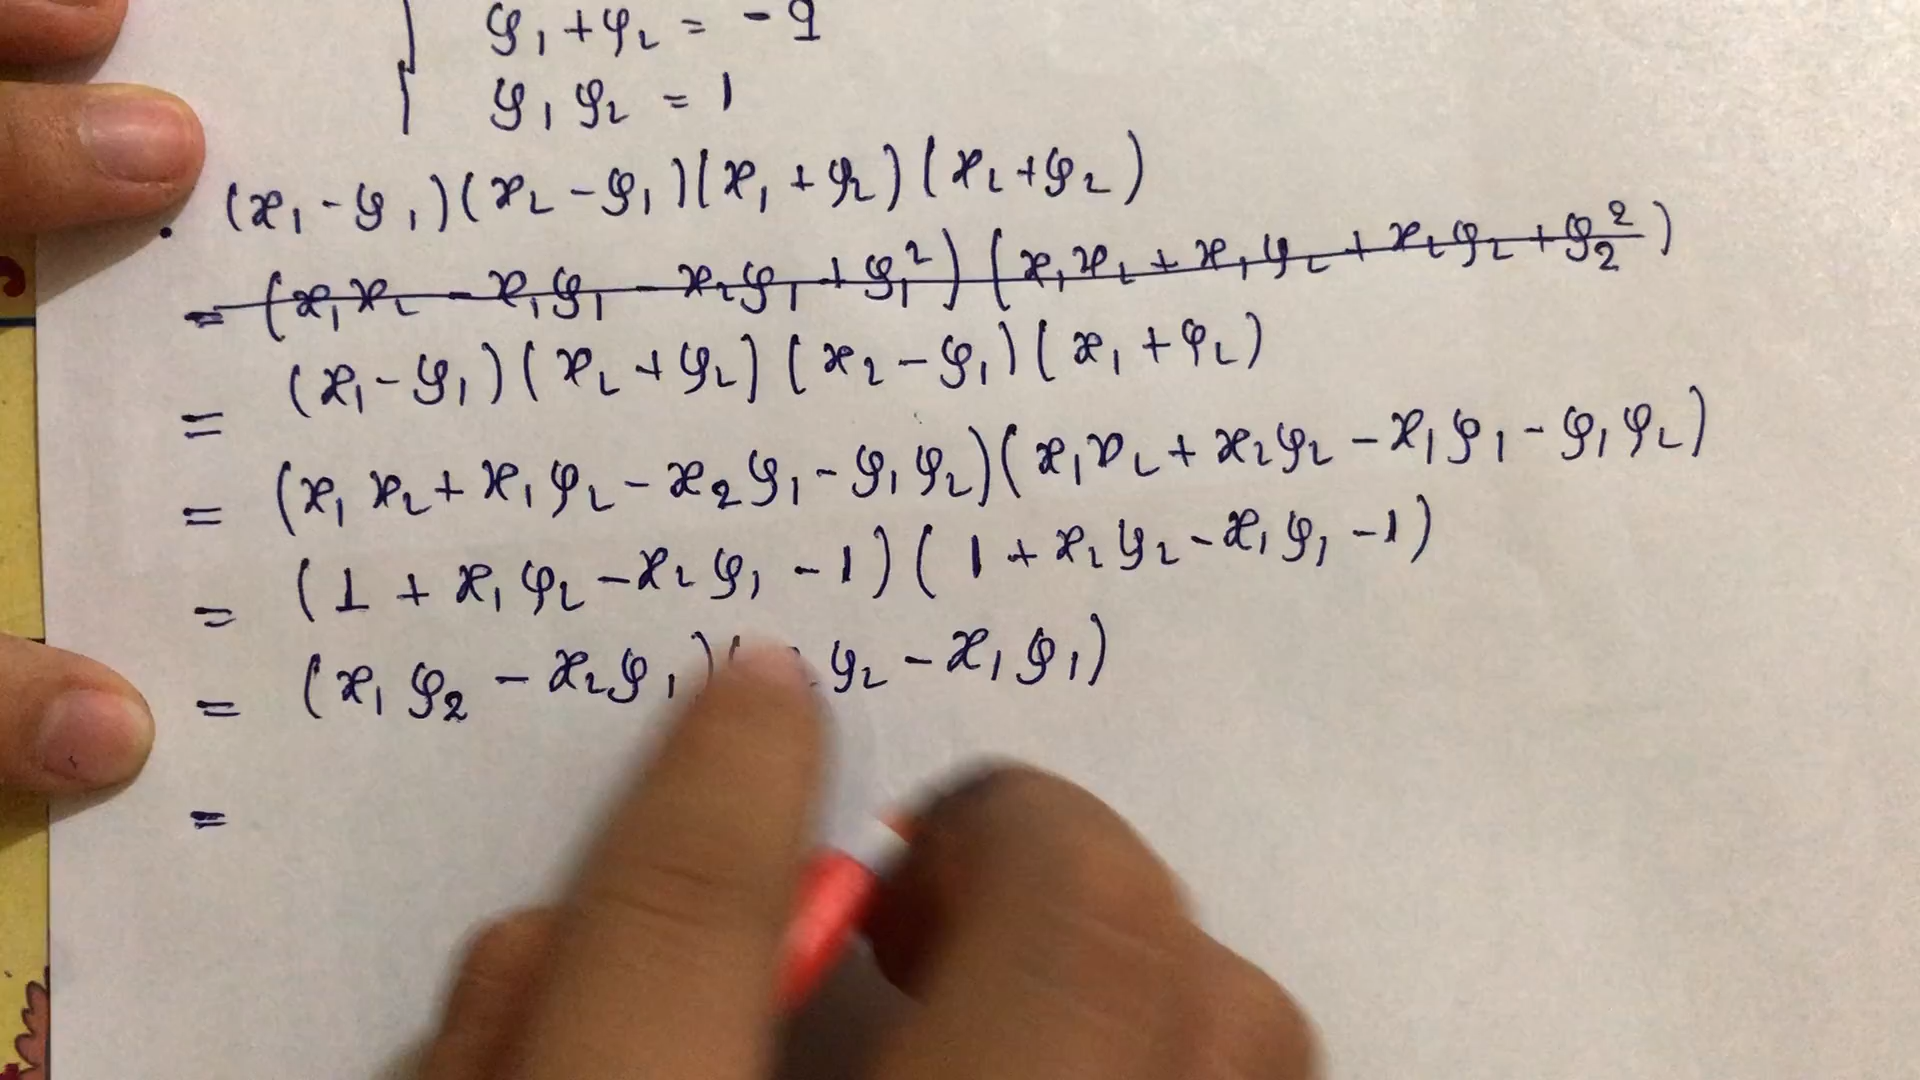 y₁ + y₂ = -q
y₁ y₂ = 1
(x₁ - y₁)(x₂ - y₁)(x₁ + y₂)(x₂ + y₂)
= (x₁x₂ - x₁y₁ - x₂y₁ + y₁²)(x₁x₂ + x₁y₂ + x₂y₂ + y₂²)
= (x₁ - y₁)(x₂ + y₂)(x₂ - y₁)(x₁ + y₂)
= (x₁x₂ + x₁y₂ - x₂y₁ - y₁y₂)(x₁x₂ + x₂y₂ - x₁y₁ - y₁y₂)
= (1 + x₁y₂ - x₂y₁ - 1)(1 + x₂y₂ - x₁y₁ - 1)
= (x₁y₂ - x₂y₁)( y₂ - x₁y₁)
=